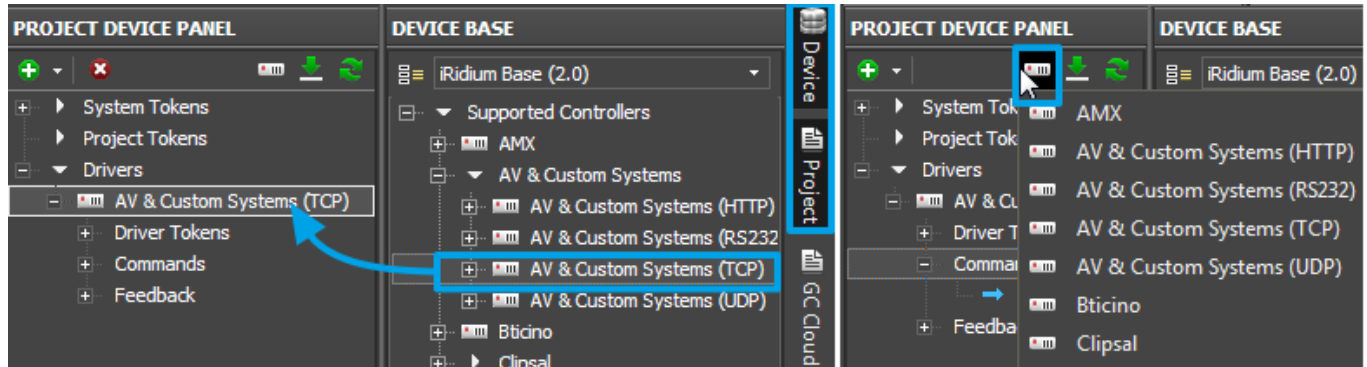 PROJECT DEVICE PANEL
System Tokens
Project Tokens
Drivers
AV & Custom Systems (TCP)
Driver Tokens
Commands
Feedback
DEVICE BASE
iRidium Base (2.0)
Supported Controllers
AMX
AV & Custom Systems
AV & Custom Systems (HTTP)
AV & Custom Systems (RS232
AV & Custom Systems (TCP)
AV & Custom Systems (UDP)
Bticino
Clipsal
Device
Project
GC Cloud
PROJECT DEVICE PANEL
System Tok
Project Tok
Drivers
AV & Cu
Driver T
Comma
Feedba
AMX
AV & Custom Systems (HTTP)
AV & Custom Systems (RS232)
AV & Custom Systems (TCP)
AV & Custom Systems (UDP)
Bticino
Clipsal
DEVICE BASE
iRidium Base (2.0)